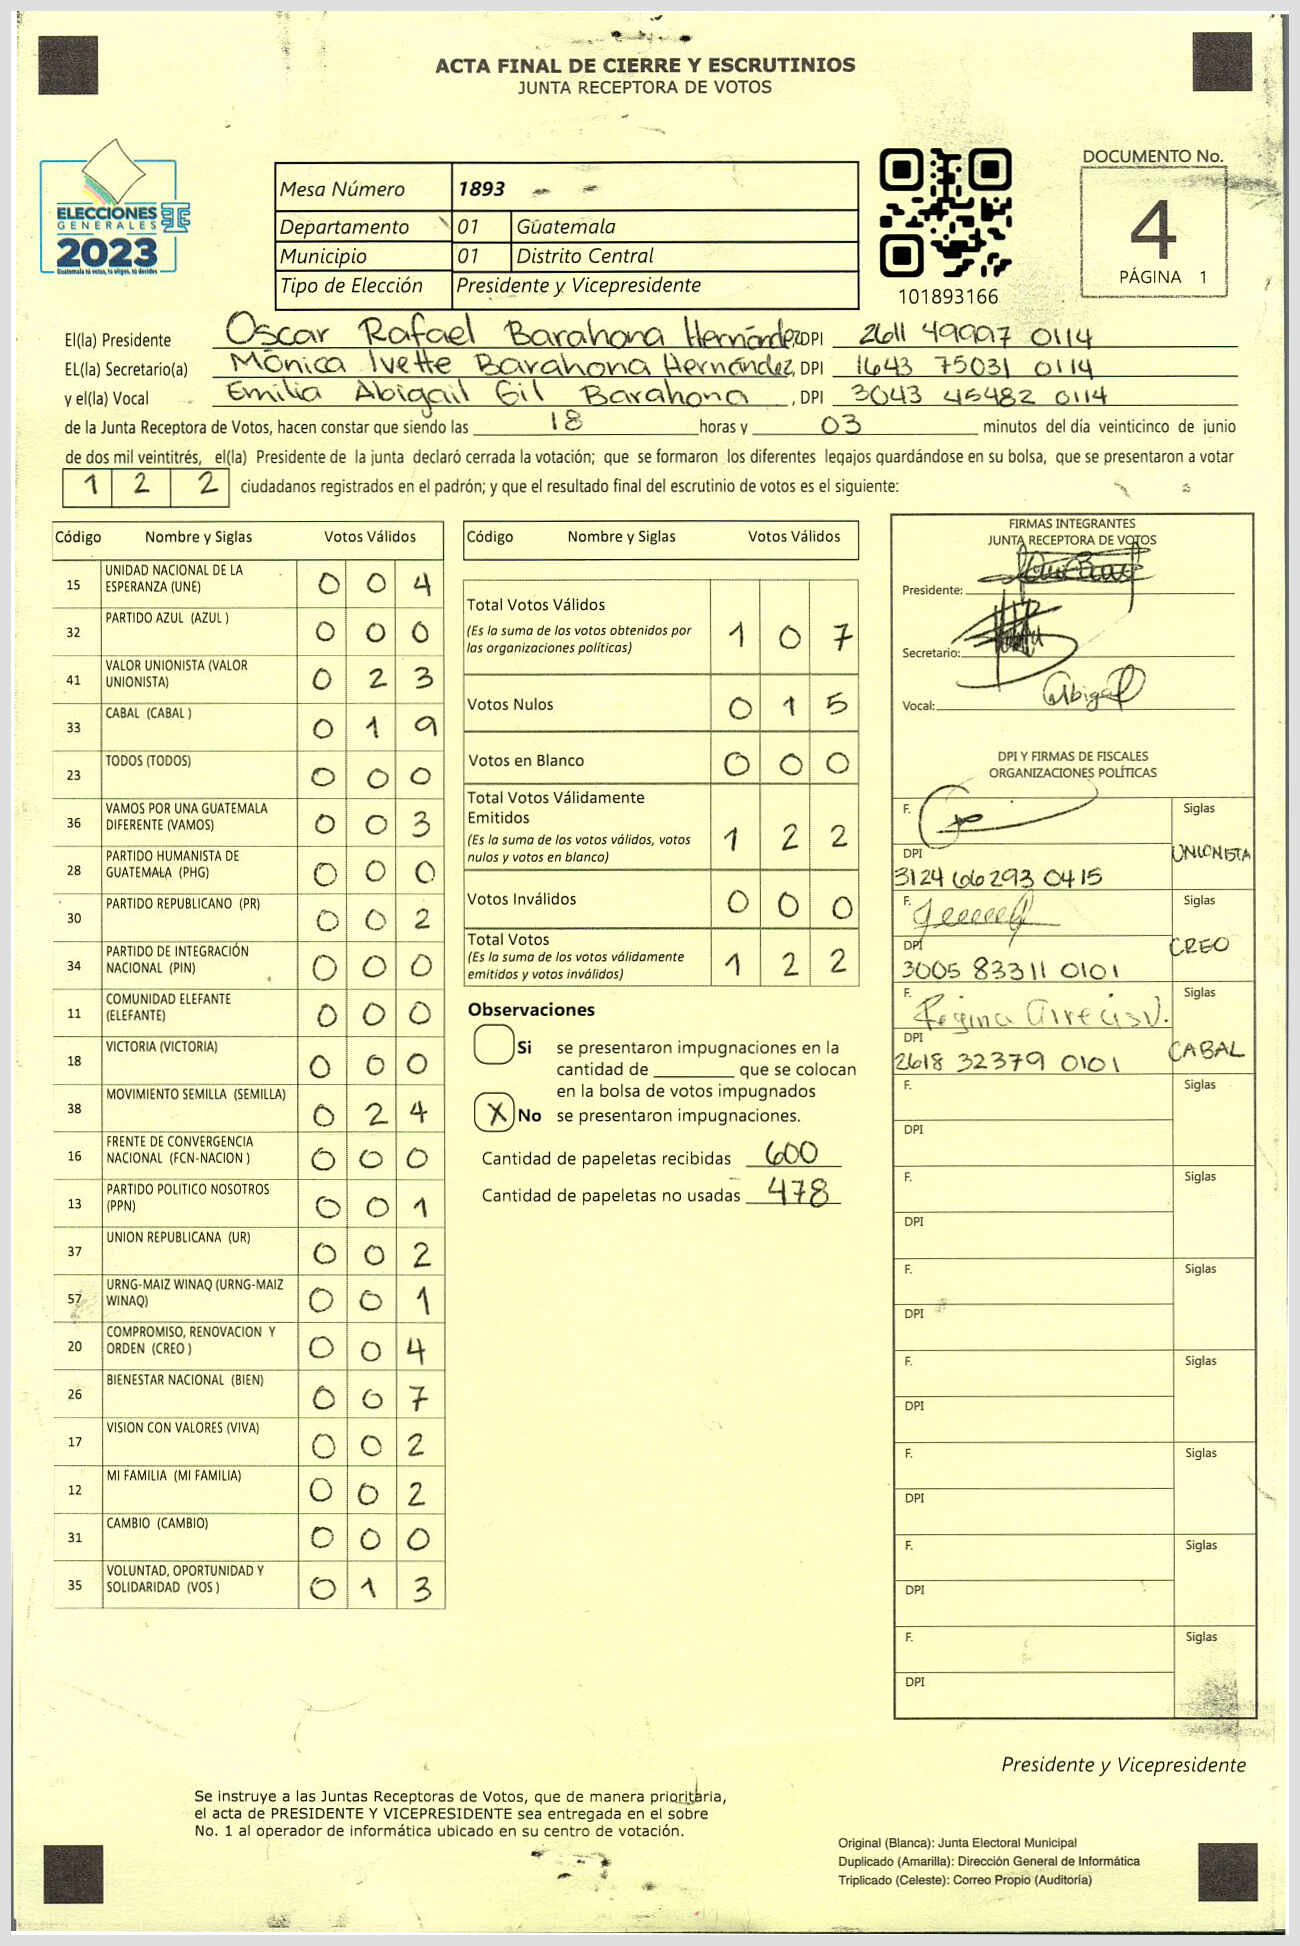 ACTA FINAL DE CIERRE Y ESCRUTINIOS
JUNTA RECEPTORA DE VOTOS
ELECCIONES
GENERALES
2023
Guatemala tú votas, tú eliges, tú decides
Mesa Número 1893
Departamento 01 Guatemala
Municipio 01 Distrito Central
Tipo de Elección Presidente y Vicepresidente
101893166
DOCUMENTO No.
4
PÁGINA 1
El(la) Presidente Oscar Rafael Barahona Hernández DPI 2611 49997 0114
EL(la) Secretario(a) Mónica Ivette Barahona Hernández, DPI 1643 75031 0114
y el(la) Vocal Emilia Abigail Gil Barahona, DPI 3043 45482 0114
de la Junta Receptora de Votos, hacen constar que siendo las 18 horas y 03 minutos del día veinticinco de junio
de dos mil veintitrés, el(la) Presidente de la junta declaró cerrada la votación; que se formaron los diferentes legajos guardándose en su bolsa, que se presentaron a votar
1 2 2 ciudadanos registrados en el padrón; y que el resultado final del escrutinio de votos es el siguiente:
Código Nombre y Siglas Votos Válidos
15 UNIDAD NACIONAL DE LA
ESPERANZA (UNE) 0 0 4
32 PARTIDO AZUL (AZUL ) 0 0 0
41 VALOR UNIONISTA (VALOR
UNIONISTA) 0 2 3
33 CABAL (CABAL ) 0 1 9
23 TODOS (TODOS) 0 0 0
36 VAMOS POR UNA GUATEMALA
DIFERENTE (VAMOS) 0 0 3
28 PARTIDO HUMANISTA DE
GUATEMALA (PHG) 0 0 0
30 PARTIDO REPUBLICANO (PR) 0 0 2
34 PARTIDO DE INTEGRACIÓN
NACIONAL (PIN) 0 0 0
11 COMUNIDAD ELEFANTE
(ELEFANTE) 0 0 0
18 VICTORIA (VICTORIA) 0 0 0
38 MOVIMIENTO SEMILLA (SEMILLA) 0 2 4
16 FRENTE DE CONVERGENCIA
NACIONAL (FCN-NACION ) 0 0 0
13 PARTIDO POLITICO NOSOTROS
(PPN) 0 0 1
37 UNION REPUBLICANA (UR) 0 0 2
57 URNG-MAIZ WINAQ (URNG-MAIZ
WINAQ) 0 0 1
20 COMPROMISO, RENOVACION Y
ORDEN (CREO ) 0 0 4
26 BIENESTAR NACIONAL (BIEN) 0 0 7
17 VISION CON VALORES (VIVA) 0 0 2
12 MI FAMILIA (MI FAMILIA) 0 0 2
31 CAMBIO (CAMBIO) 0 0 0
35 VOLUNTAD, OPORTUNIDAD Y
SOLIDARIDAD (VOS ) 0 1 3
Código Nombre y Siglas Votos Válidos
Total Votos Válidos
(Es la suma de los votos obtenidos por
las organizaciones políticas) 1 0 7
Votos Nulos 0 1 5
Votos en Blanco 0 0 0
Total Votos Válidamente
Emitidos
(Es la suma de los votos válidos, votos
nulos y votos en blanco) 1 2 2
Votos Inválidos 0 0 0
Total Votos
(Es la suma de los votos válidamente
emitidos y votos inválidos) 1 2 2
Observaciones
Si se presentaron impugnaciones en la
cantidad de ________ que se colocan
en la bolsa de votos impugnados
X No se presentaron impugnaciones.
Cantidad de papeletas recibidas 600
Cantidad de papeletas no usadas 478
FIRMAS INTEGRANTES
JUNTA RECEPTORA DE VOTOS
Presidente:
Secretario:
Vocal: Abigail
DPI Y FIRMAS DE FISCALES
ORGANIZACIONES POLÍTICAS
F. Siglas
UNIONISTA
DPI
3124 66293 0415
F. Siglas
CREO
DPI
3005 83311 0101
F. Regina Siglas
CABAL
DPI
2618 32379 0101
F. Siglas
DPI
F. Siglas
DPI
F. Siglas
DPI
F. Siglas
DPI
F. Siglas
DPI
F. Siglas
DPI
F. Siglas
DPI
Presidente y Vicepresidente
Se instruye a las Juntas Receptoras de Votos, que de manera prioritaria,
el acta de PRESIDENTE Y VICEPRESIDENTE sea entregada en el sobre
No. 1 al operador de informática ubicado en su centro de votación.
Original (Blanca): Junta Electoral Municipal
Duplicado (Amarilla): Dirección General de Informática
Triplicado (Celeste): Correo Propio (Auditoría)